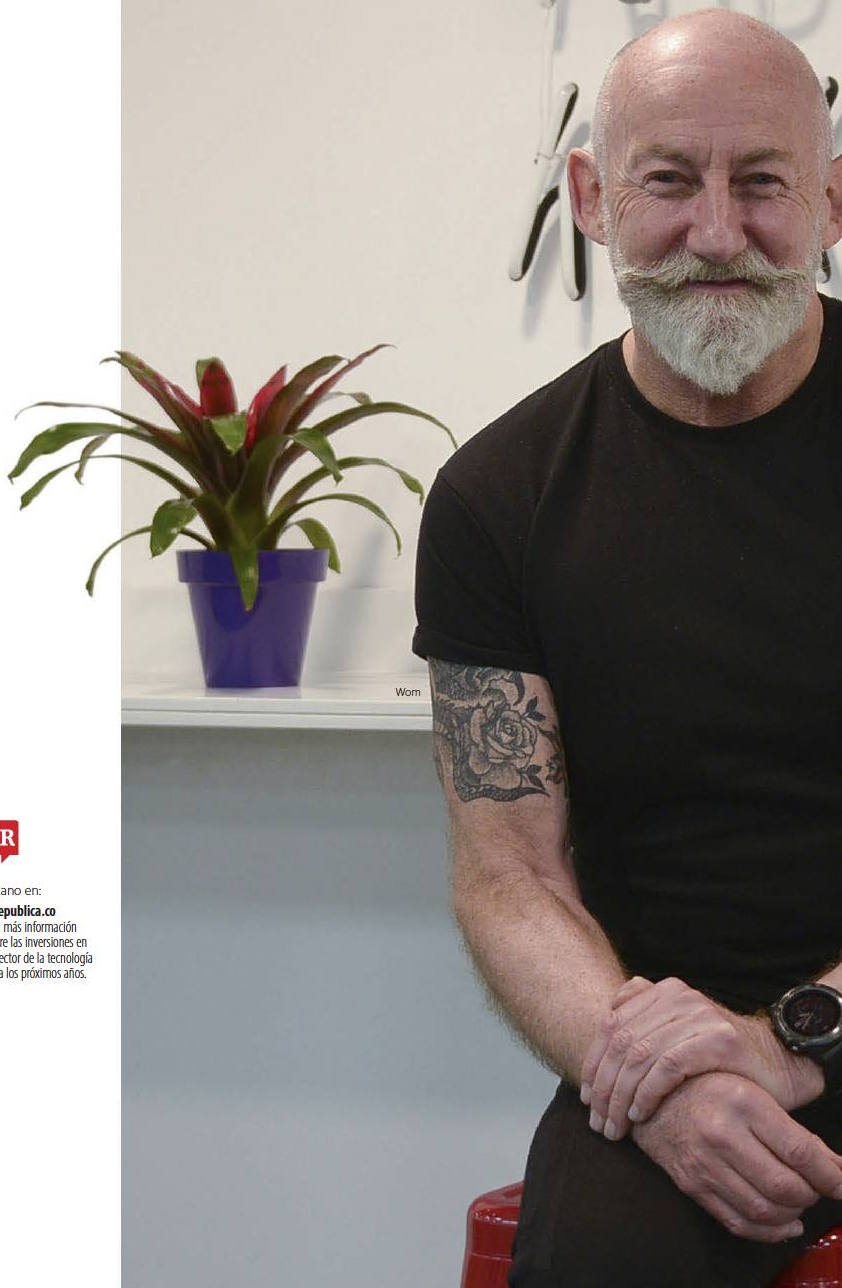 Wom
R
ano en:
epublica.co
más información
re las inversiones en
ector de la tecnología
a los próximos años.